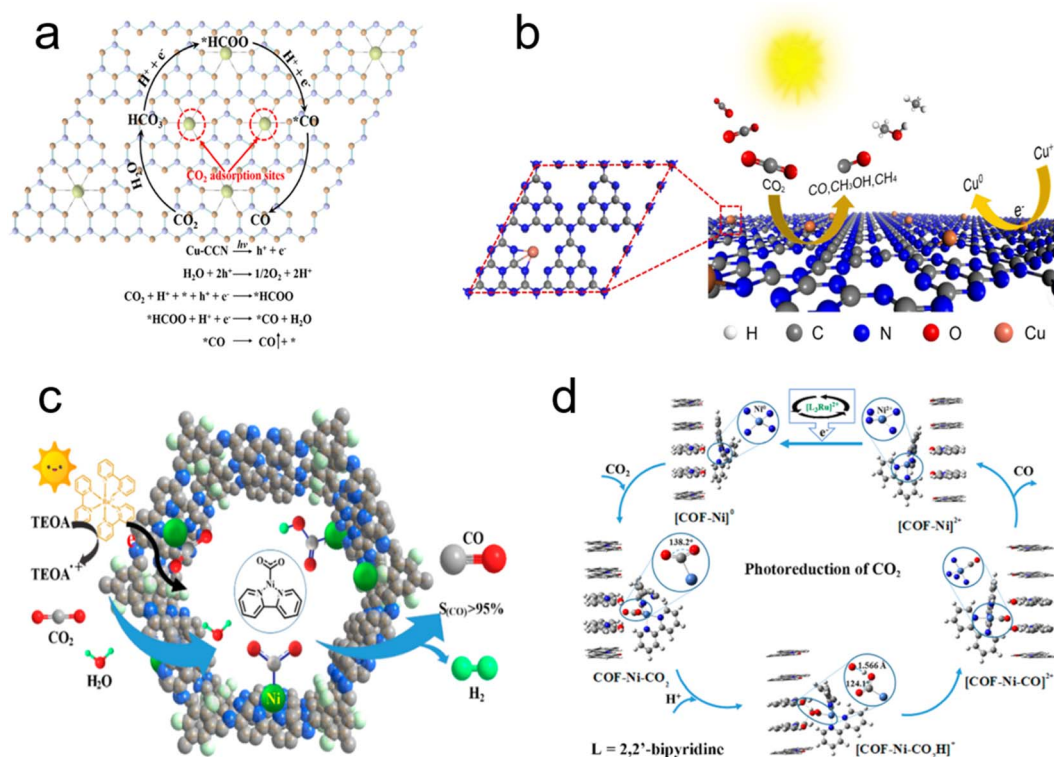 a
*HCOO
H⁺ + e⁻
H⁺ + e⁻
HCO₃⁻
*CO
CO₂ adsorption sites
H₂O
CO₂
CO
Cu-CCN —hv→ h⁺ + e⁻
H₂O + 2h⁺ ⟶ 1/2O₂ + 2H⁺
CO₂ + H⁺ + * + h⁺ + e⁻ ⟶ *HCOO
*HCOO + H⁺ + e⁻ ⟶ *CO + H₂O
*CO ⟶ CO↑ + *
b
CO₂
CO,CH₃OH,CH₄
Cu⁰
Cu⁺
e⁻
H C N O Cu
c
TEOA
TEOA·⁺
CO₂
H₂O
Ni
Ni
CO
S(CO)>95%
H₂
d
Ni⁰
[L₃Ru]²⁺
e⁻
Ni²⁺
CO₂
[COF-Ni]⁰
[COF-Ni]²⁺
CO
138.2°
Photoreduction of CO₂
COF-Ni-CO₂
H⁺
1.566 Å
124.1°
[COF-Ni-CO]²⁺
L = 2,2'-bipyridine
[COF-Ni-CO₂H]⁺